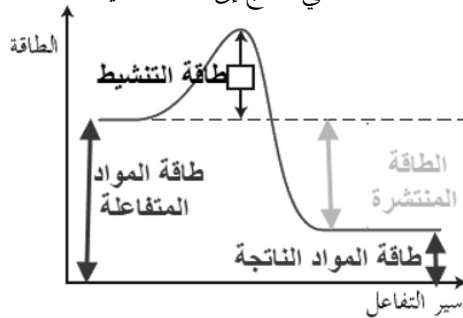 الطاقة
طاقة التنشيط
طاقة المواد
المتفاعلة
الطاقة
المنتشرة
طاقة المواد الناتجة
سير التفاعل